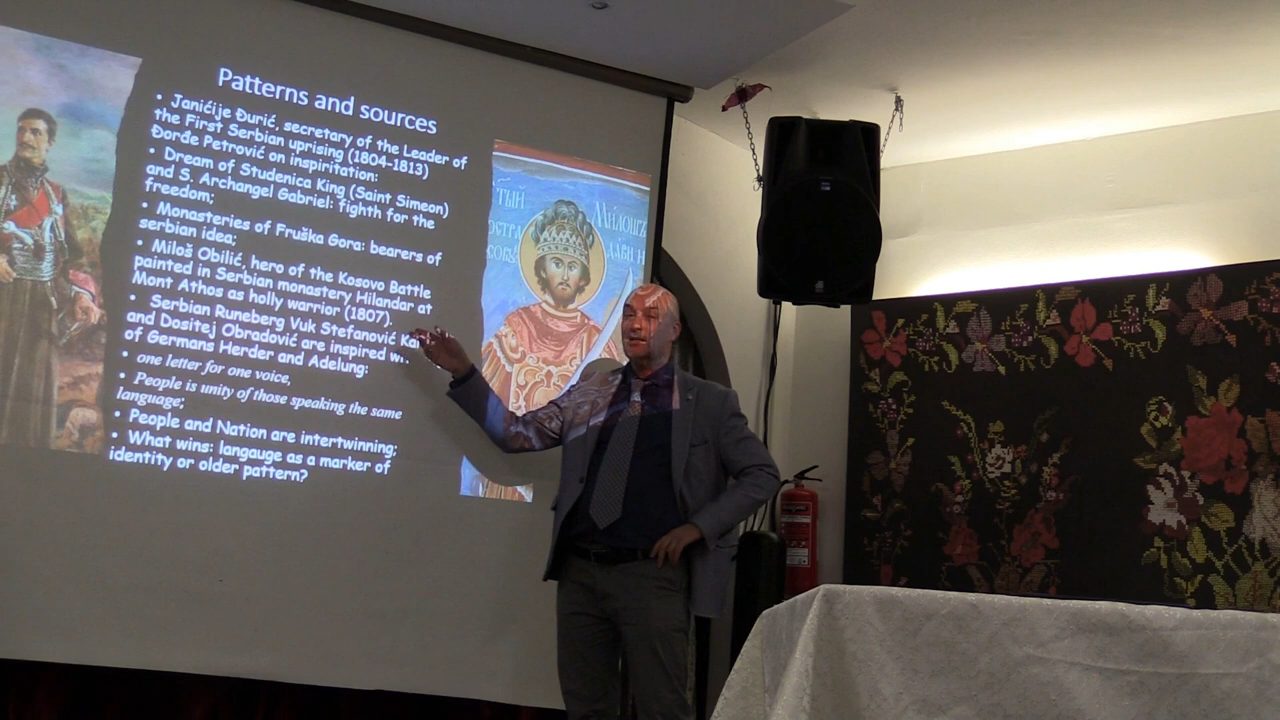 Patterns and sources
• Janićije Đurić, secretary of the Leader of
the First Serbian uprising (1804-1813)
Đorđe Petrović on inspiritation:
• Dream of Studenica King (Saint Simeon)
and S. Archangel Gabriel: fighth for the
freedom;
• Monasteries of Fruška Gora: bearers of
serbian idea;
• Miloš Obilić, hero of the Kosovo Battle
painted in Serbian monastery Hilandar at
Mont Athos as holly warrior (1807).
• Serbian Runeberg Vuk Stefanović
and Dositej Obradović are inspired
of Germans Herder and Adelung:
• one letter for one voice,
• People is unity of those speaking the same
language;
• People and Nation are intertwinning;
• What wins: langauge as a marker of
identity or older pattern?